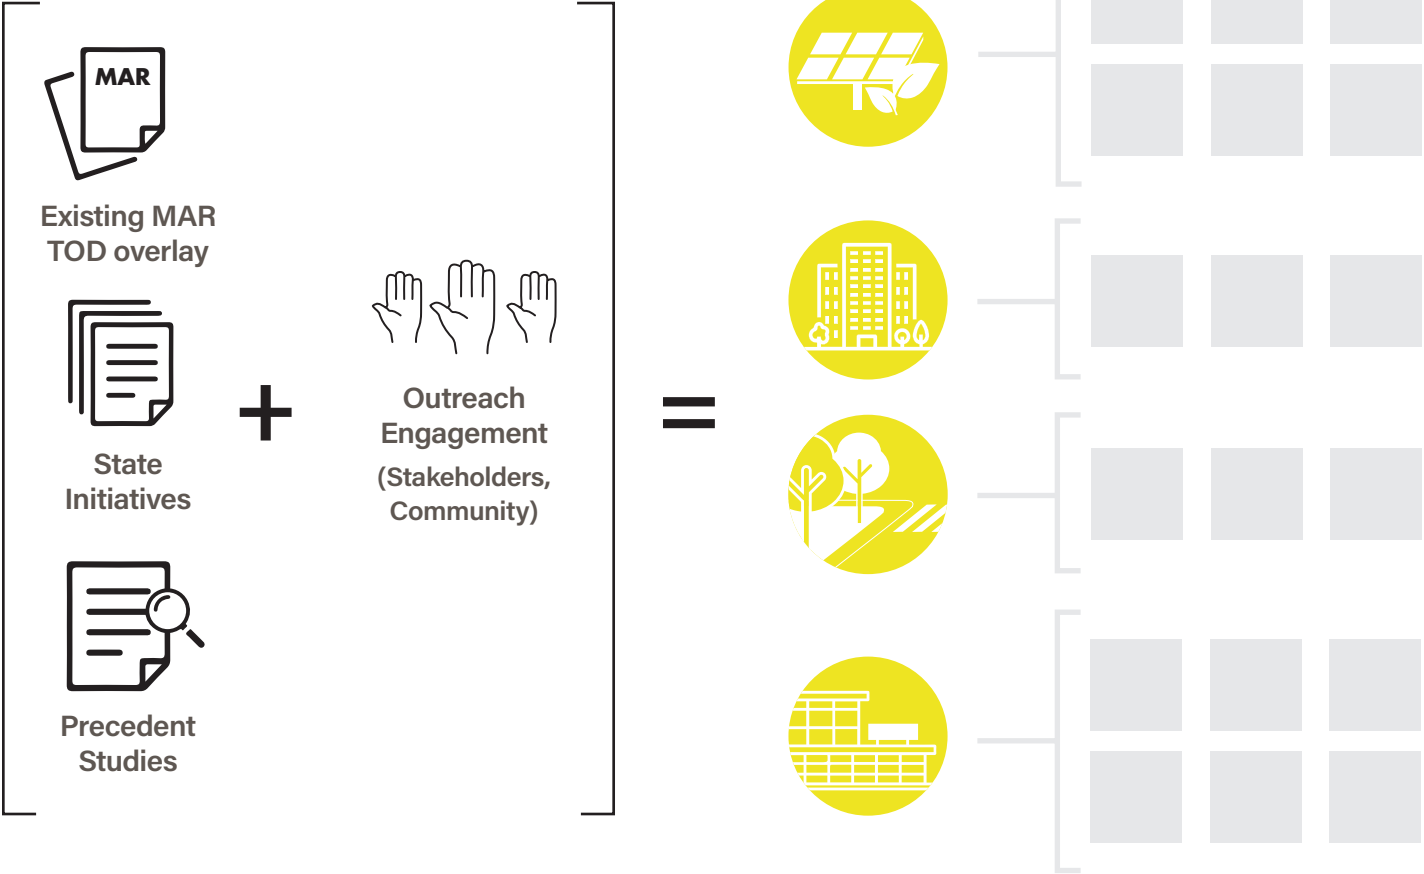 MAR
Existing MAR
TOD overlay
State
Initiatives
Precedent
Studies
+
Outreach
Engagement
(Stakeholders,
Community)
=